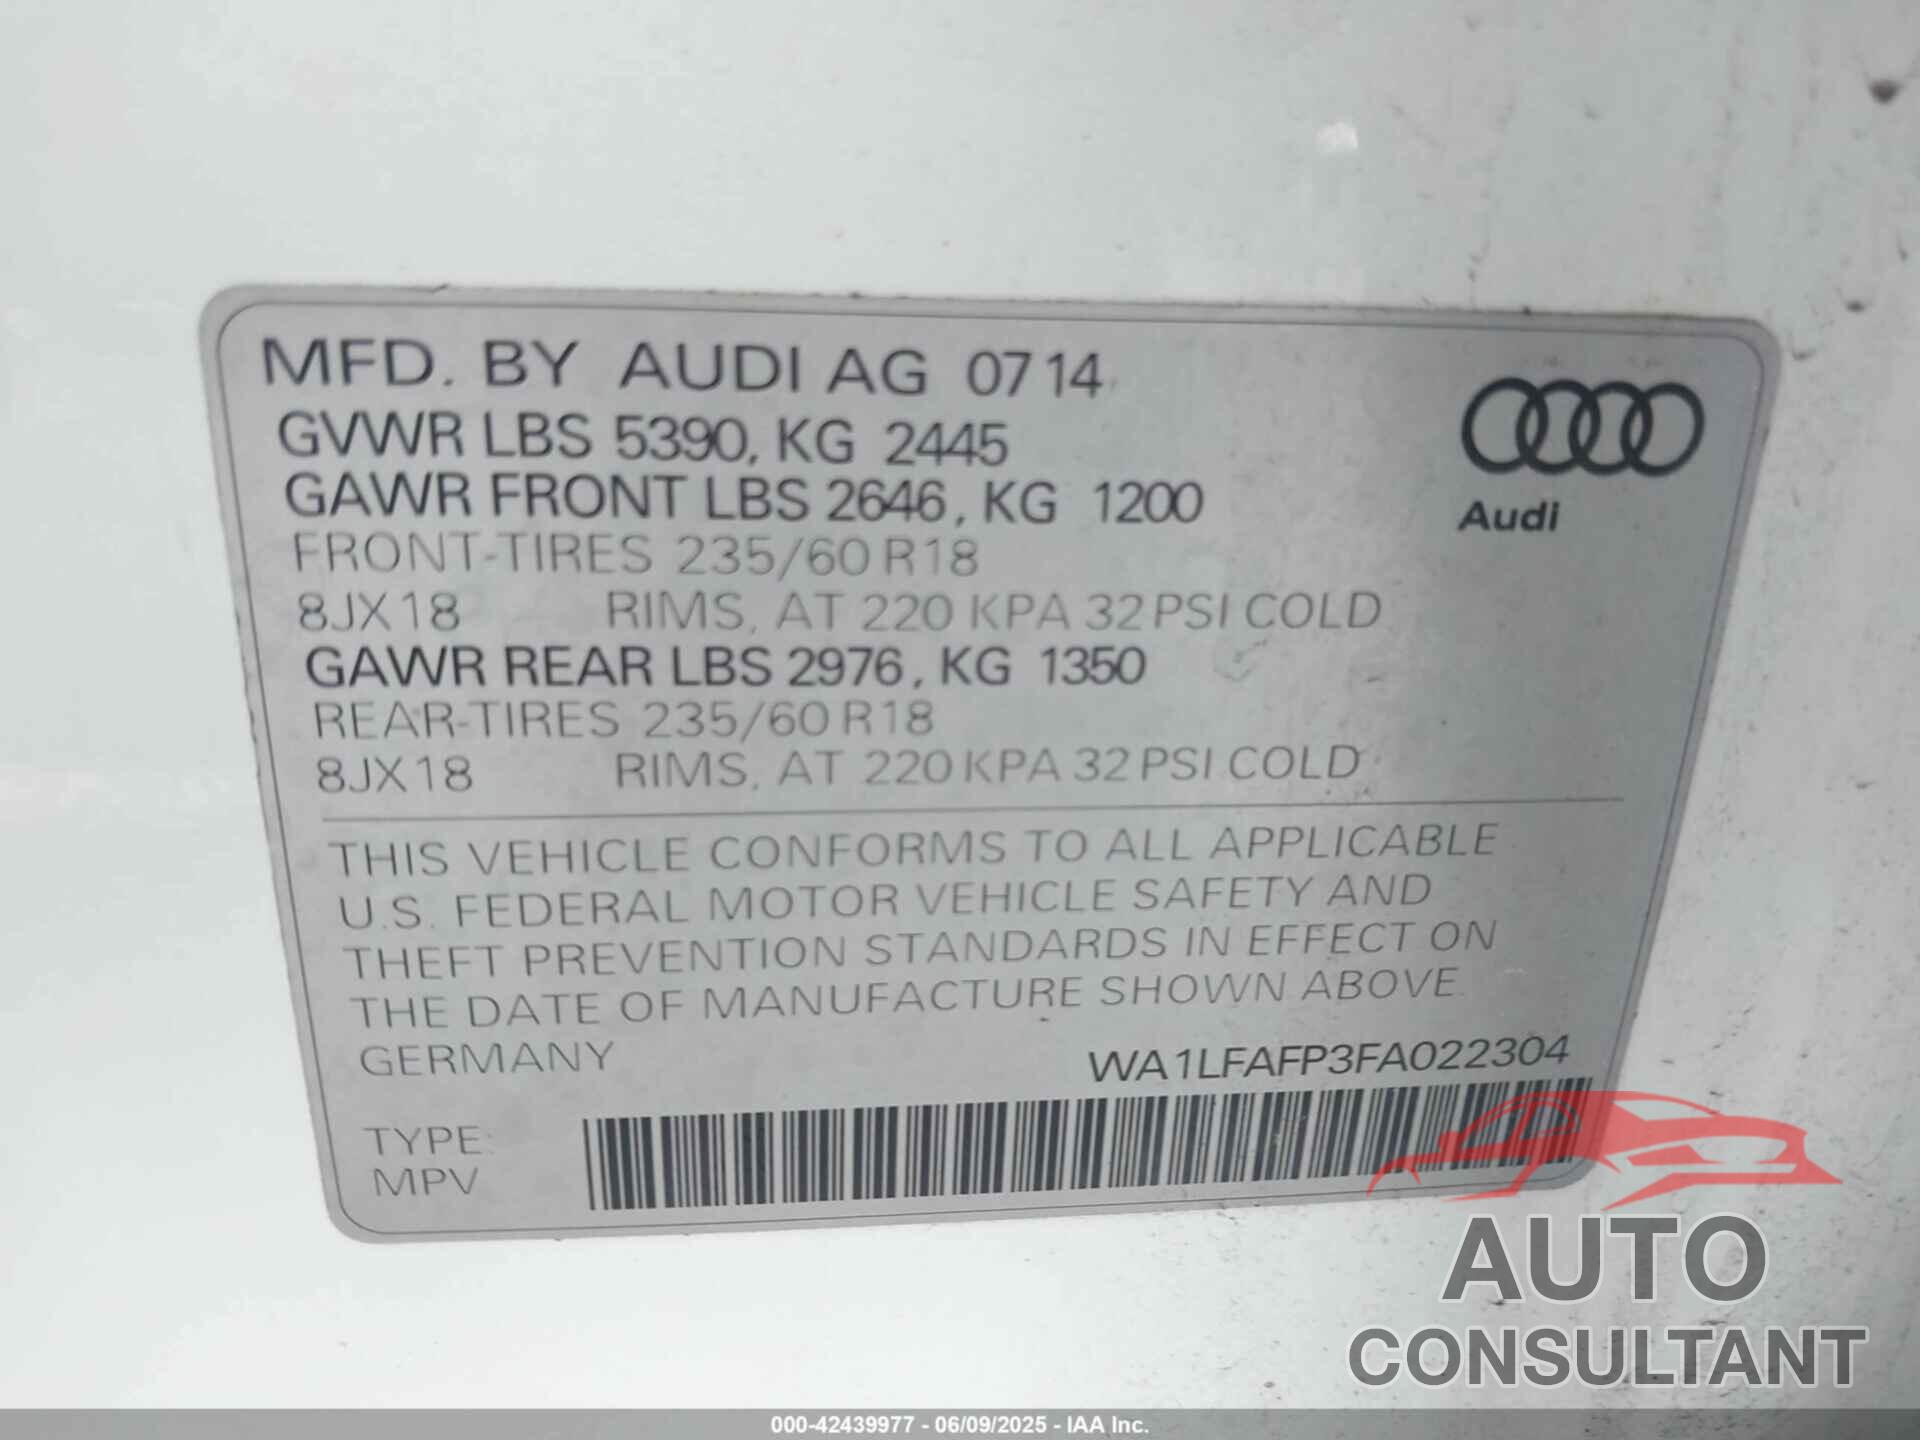 MFD. BY AUDI AG 0714
GVWR LBS 5390, KG 2445
GAWR FRONT LBS 2646, KG 1200
FRONT-TIRES 235/60 R18
8JX18 RIMS, AT 220 KPA 32 PSI COLD
GAWR REAR LBS 2976, KG 1350
REAR-TIRES 235/60 R18
8JX18 RIMS, AT 220 KPA 32 PSI COLD
Audi
THIS VEHICLE CONFORMS TO ALL APPLICABLE
U.S. FEDERAL MOTOR VEHICLE SAFETY AND
THEFT PREVENTION STANDARDS IN EFFECT ON
THE DATE OF MANUFACTURE SHOWN ABOVE.
GERMANY WA1LFAFP3FA022304
TYPE:
MPV
AUTO
CONSULTANT
000-42439977 - 06/09/2025 - IAA Inc.